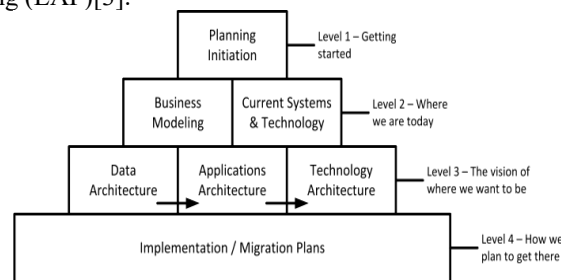 ng (EAP)[5].
Planning
Initiation
Level 1 – Getting
started
Business
Modeling
Current Systems
& Technology
Level 2 – Where
we are today
Data
Architecture
Applications
Architecture
Technology
Architecture
Level 3 – The vision of
where we want to be
Implementation / Migration Plans
Level 4 – How we
plan to get there